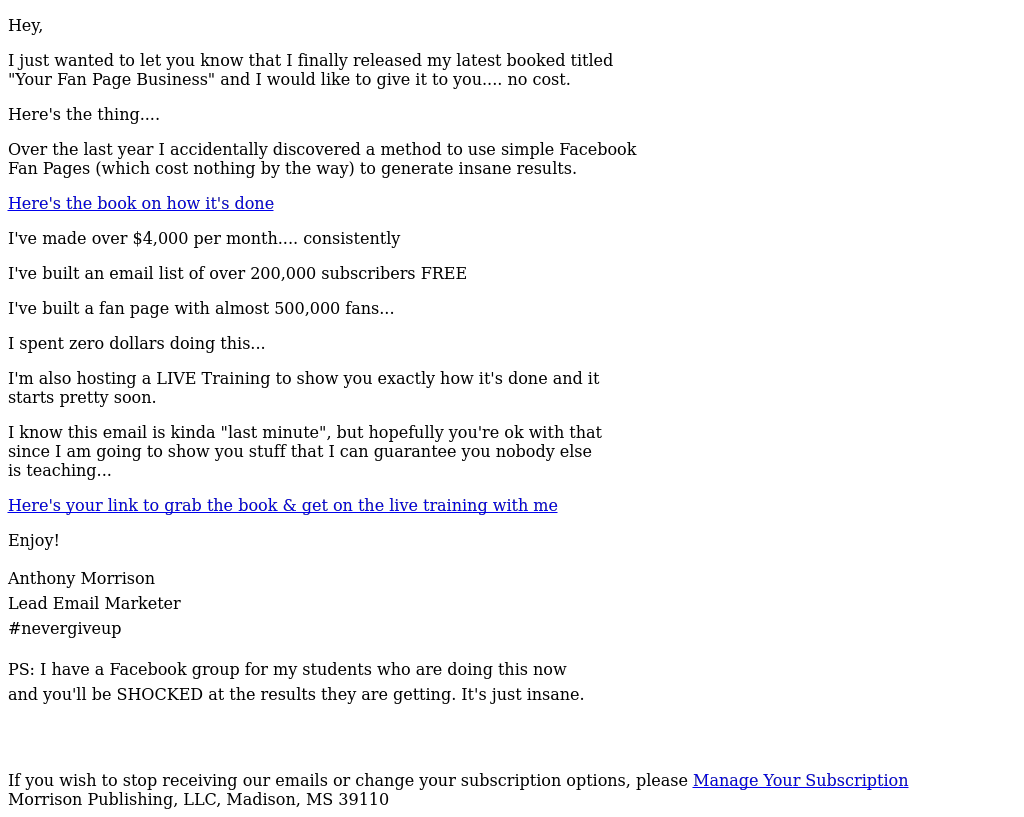 Hey,
I just wanted to let you know that I finally released my latest booked titled
"Your Fan Page Business" and I would like to give it to you.... no cost.
Here's the thing....
Over the last year I accidentally discovered a method to use simple Facebook
Fan Pages (which cost nothing by the way) to generate insane results.
Here's the book on how it's done
I've made over $4,000 per month.... consistently
I've built an email list of over 200,000 subscribers FREE
I've built a fan page with almost 500,000 fans...
I spent zero dollars doing this...
I'm also hosting a LIVE Training to show you exactly how it's done and it
starts pretty soon.
I know this email is kinda "last minute", but hopefully you're ok with that
since I am going to show you stuff that I can guarantee you nobody else
is teaching...
Here's your link to grab the book & get on the live training with me
Enjoy!
Anthony Morrison
Lead Email Marketer
#nevergiveup
PS: I have a Facebook group for my students who are doing this now
and you'll be SHOCKED at the results they are getting. It's just insane.
If you wish to stop receiving our emails or change your subscription options, please Manage Your Subscription
Morrison Publishing, LLC, Madison, MS 39110